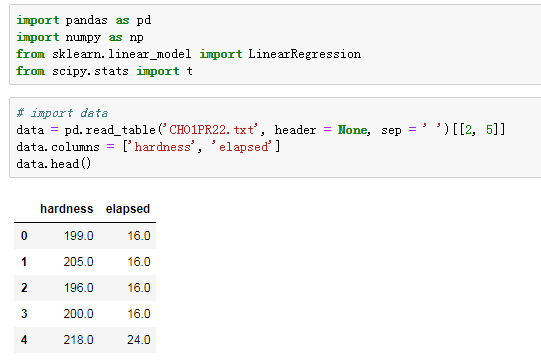 import pandas as pd
import numpy as np
from sklearn.linear_model import LinearRegression
from scipy.stats import t
# import data
data = pd.read_table('CH01PR22.txt', header = None, sep = ' ')[[2, 5]]
data.columns = ['hardness', 'elapsed']
data.head()
hardness elapsed
0 199.0 16.0
1 205.0 16.0
2 196.0 16.0
3 200.0 16.0
4 218.0 24.0